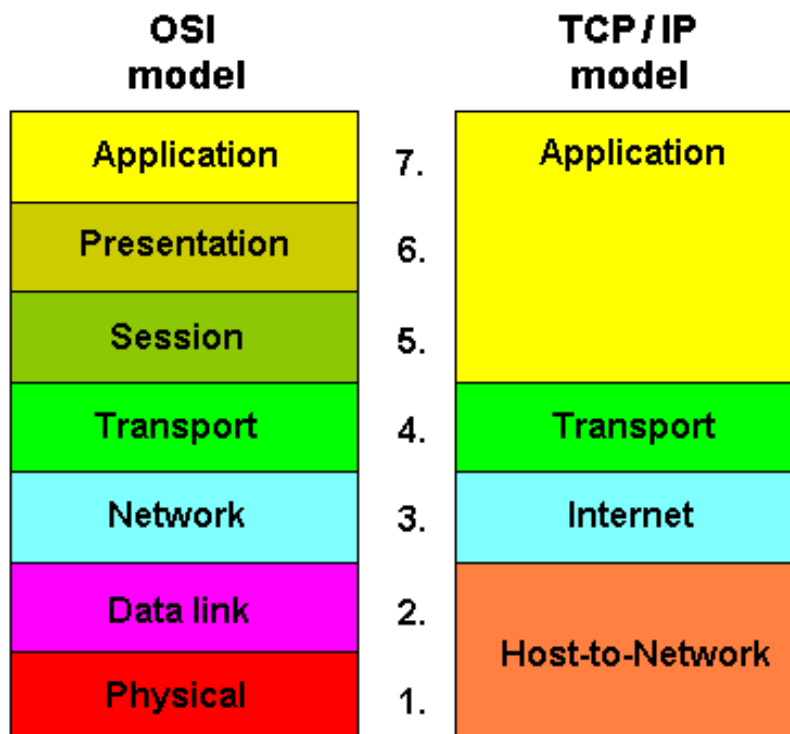 OSI
model
TCP / IP
model
Application
7.
Application
Presentation
6.
Session
5.
Transport
4.
Transport
Network
3.
Internet
Data link
2.
Host-to-Network
Physical
1.